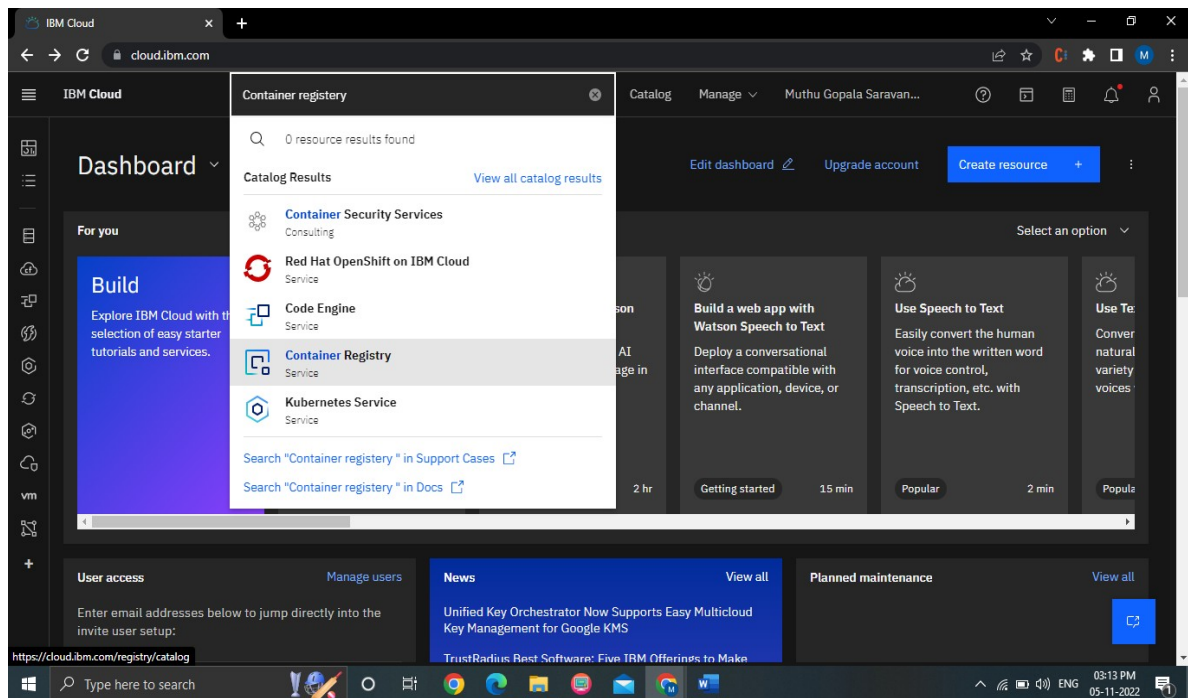 IBM Cloud
cloud.ibm.com
M
IBM Cloud
Container registery
Catalog
Manage
Muthu Gopala Saravan...
0 resource results found
Catalog Results
View all catalog results
Container Security Services
Consulting
Red Hat OpenShift on IBM Cloud
Service
Code Engine
Service
Container Registry
Service
Kubernetes Service
Service
Search "Container registery " in Support Cases
Search "Container registery " in Docs
Dashboard
Edit dashboard
Upgrade account
Create resource +
For you
Select an option
Build
Explore IBM Cloud with th
selection of easy starter
tutorials and services.
son
AI
age in
2 hr
Build a web app with
Watson Speech to Text
Deploy a conversational
interface compatible with
any application, device, or
channel.
Getting started
15 min
Use Speech to Text
Easily convert the human
voice into the written word
for voice control,
transcription, etc. with
Speech to Text.
Popular
2 min
Use Te
Conver
natural
variety
voices
Popula
vm
User access
Manage users
Enter email addresses below to jump directly into the
invite user setup:
News
View all
Unified Key Orchestrator Now Supports Easy Multicloud
Key Management for Google KMS
TrustRadius Best Software: Five IBM Offerings to Make
Planned maintenance
View all
https://cloud.ibm.com/registry/catalog
Type here to search
ENG
03:13 PM
05-11-2022
1